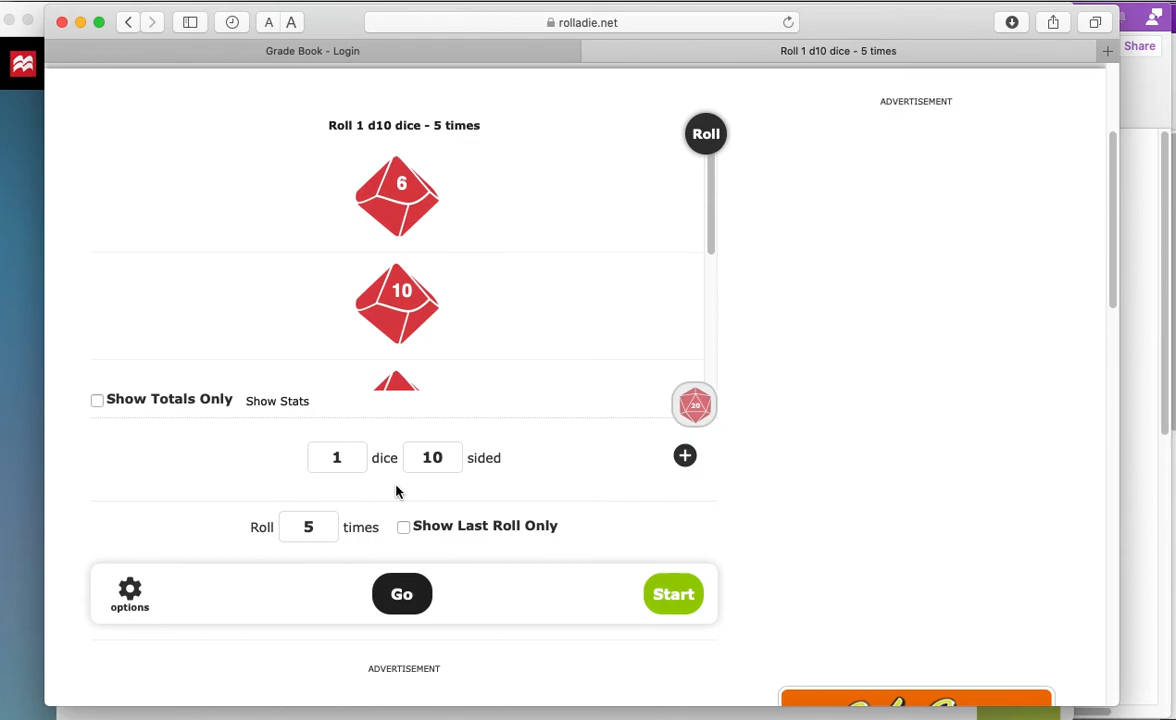 rolladie.net
Grade Book - Login
Roll 1 d10 dice - 5 times
Share
ADVERTISEMENT
Roll 1 d10 dice - 5 times
Roll
6
10
Show Totals Only Show Stats
20
1 dice 10 sided
Roll 5 times Show Last Roll Only
options
Go
Start
ADVERTISEMENT